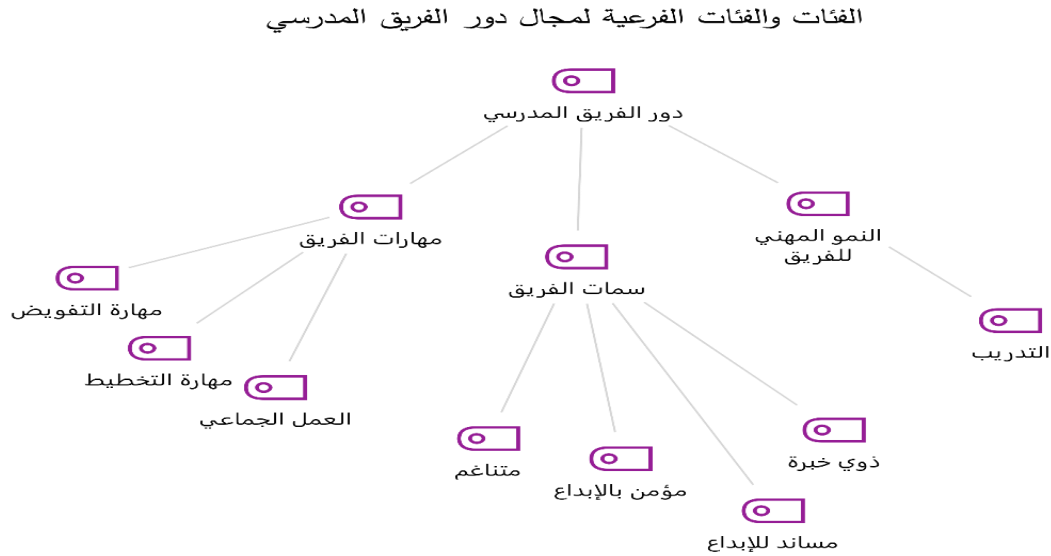 الفئات والفئات الفرعية لمجال دور الفريق المدرسي
دور الفريق المدرسي
النمو المهني
للفريق
مهارات الفريق
سمات الفريق
التدريب
مهارة التفويض
مهارة التخطيط
العمل الجماعي
ذوي خبرة
متناغم
مؤمن بالإبداع
مساند للإبداع